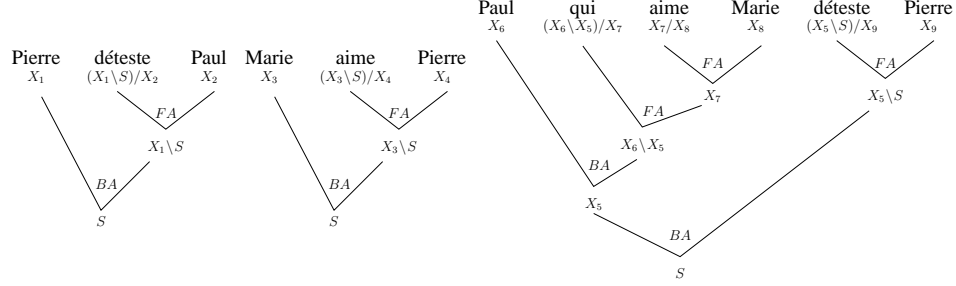 Pierre déteste Paul
X₁ (X₁\S)/X₂ X₂
FA
X₁\S
BA
S
Marie aime Pierre
X₃ (X₃\S)/X₄ X₄
FA
X₃\S
BA
S
Paul qui aime Marie déteste Pierre
X₆ (X₆\X₅)/X₇ X₇/X₈ X₈ (X₅\S)/X₉ X₉
FA FA
X₇ X₅\S
FA
X₆\X₅
BA
X₅
BA
S